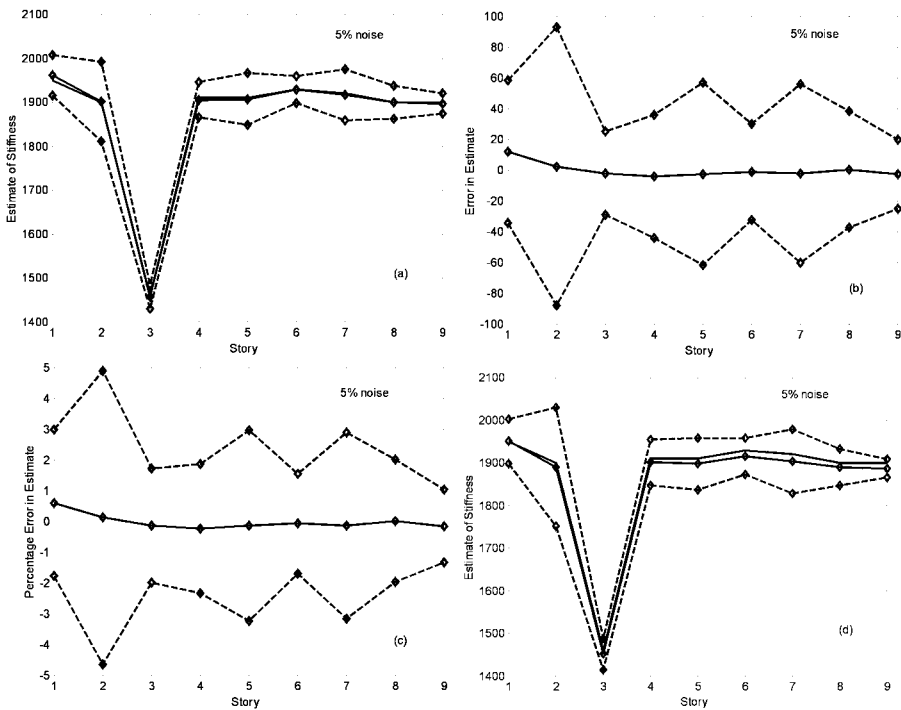 2100
2000
1900
1800
1700
1600
1500
1400
Estimate of Stiffness
5% noise
(a)
1 2 3 4 5 6 7 8 9
Story
100
80
60
40
20
0
-20
-40
-60
-80
-100
Error in Estimate
5% noise
(b)
1 2 3 4 5 6 7 8 9
Story
5
4
3
2
1
0
-1
-2
-3
-4
-5
Percentage Error in Estimate
5% noise
(c)
1 2 3 4 5 6 7 8 9
Story
2100
2000
1900
1800
1700
1600
1500
1400
Estimate of Stiffness
5% noise
(d)
1 2 3 4 5 6 7 8 9
Story